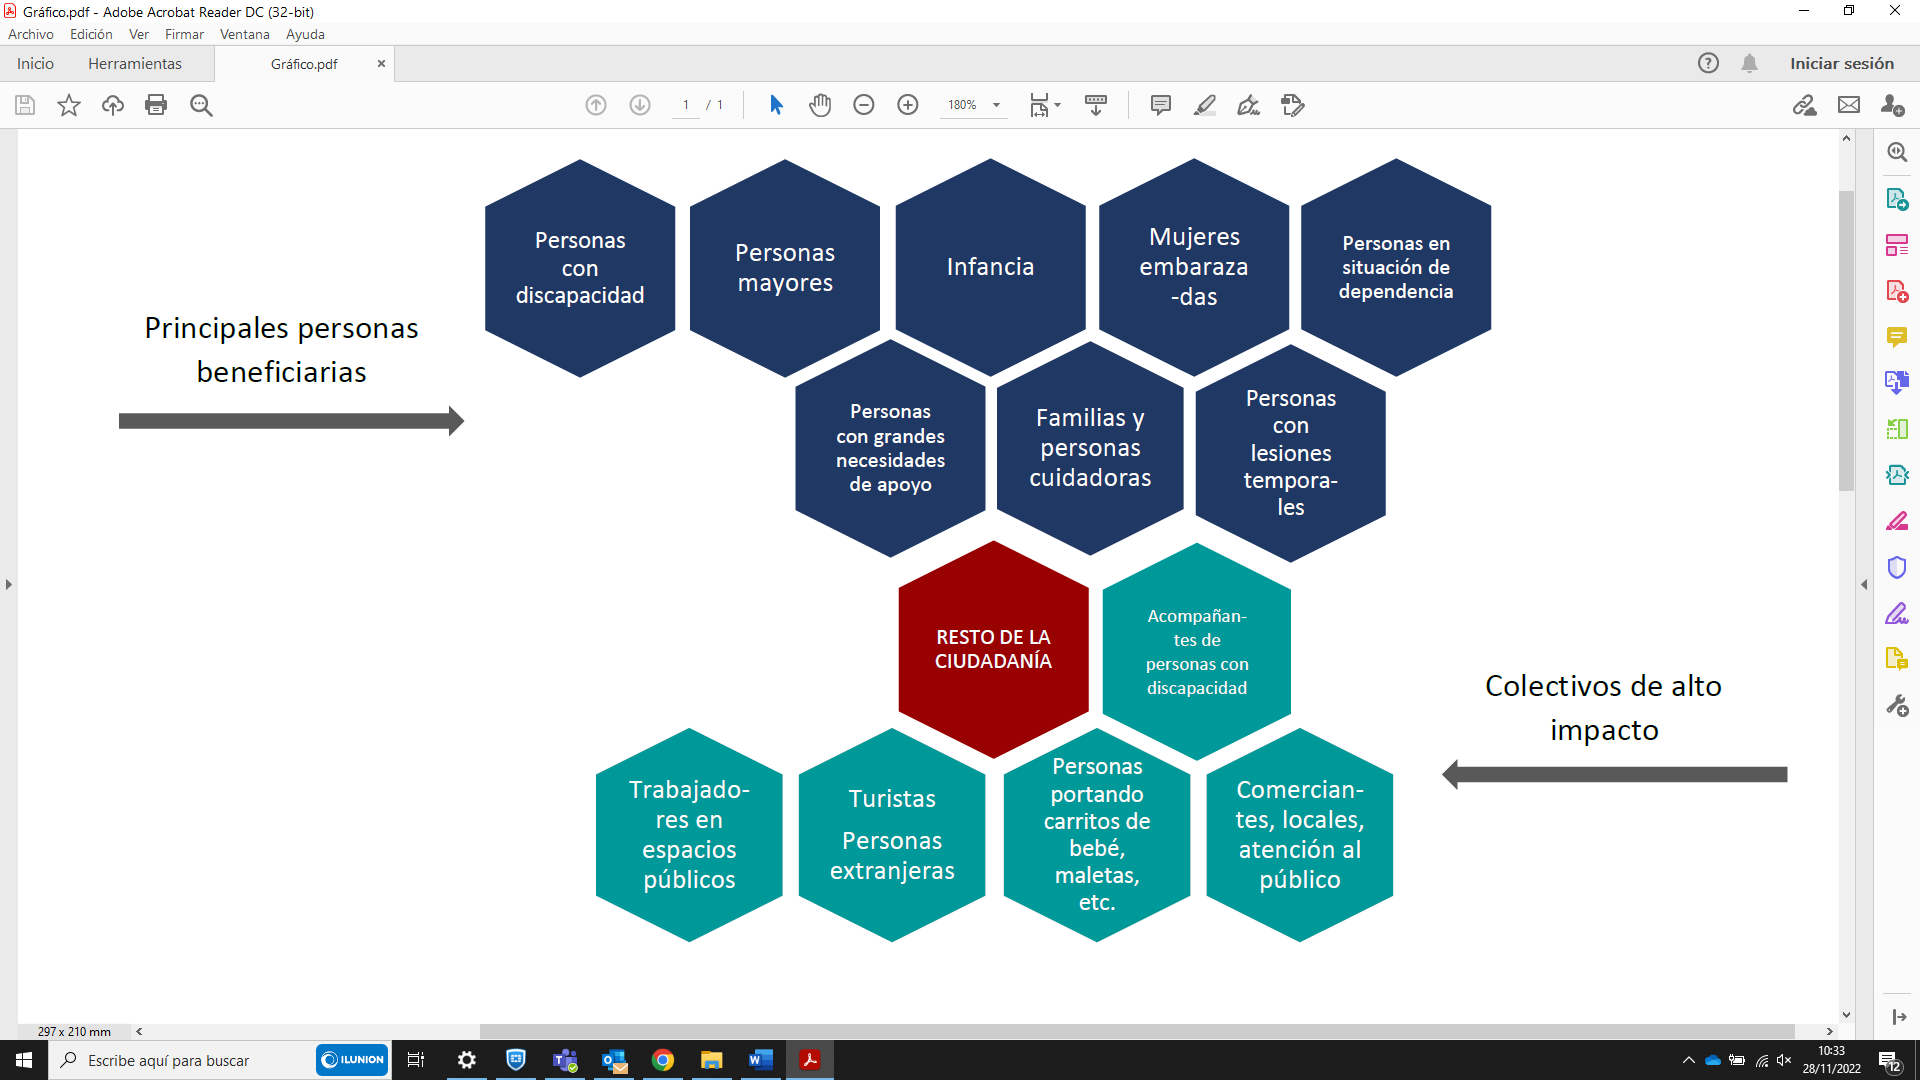 Gráfico.pdf - Adobe Acrobat Reader DC (32-bit)
Archivo Edición Ver Firmar Ventana Ayuda
Inicio Herramientas Gráfico.pdf Iniciar sesión
1 / 1 180%
Personas
con
discapacidad
Personas
mayores
Infancia
Mujeres
embaraza
-das
Personas en
situación de
dependencia
Principales personas
beneficiarias
Personas
con grandes
necesidades
de apoyo
Familias y
personas
cuidadoras
Personas
con
lesiones
tempora-
les
RESTO DE LA
CIUDADANÍA
Acompañan-
tes de
personas con
discapacidad
Colectivos de alto
impacto
Trabajado-
res en
espacios
públicos
Turistas
Personas
extranjeras
Personas
portando
carritos de
bebé,
maletas,
etc.
Comercian-
tes, locales,
atención al
público
297 x 210 mm
Escribe aquí para buscar
ILUNION
10:33
28/11/2022
12